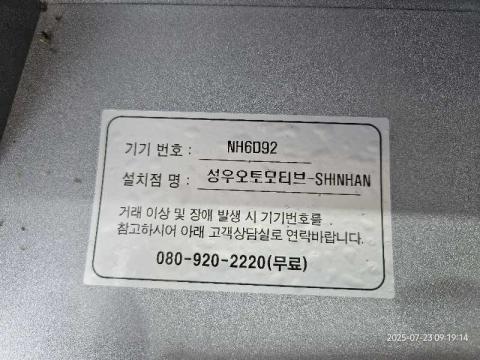 기기 번호 : NH6D92
설치점 명 : 성우오토모티브-SHINHAN
거래 이상 및 장애 발생 시 기기번호를
참고하시어 아래 고객상담실로 연락바랍니다.
080-920-2220(무료)
2025-07-23 09:19:14